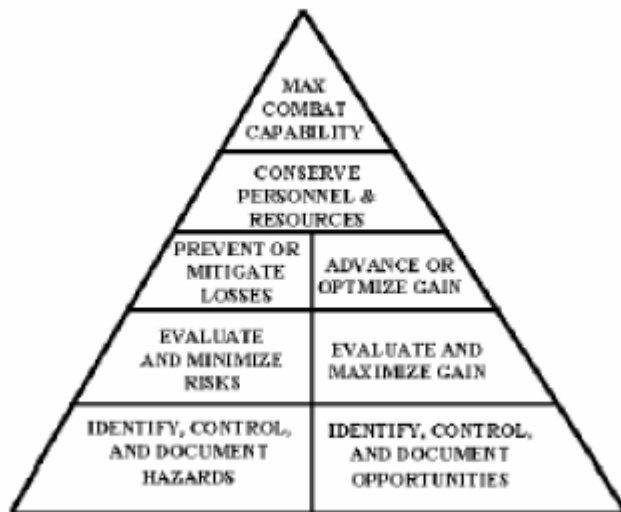 MAX
COMBAT
CAPABILITY
CONSERVE
PERSONNEL &
RESOURCES
PREVENT OR
MITIGATE
LOSSES
ADVANCE OR
OPTMIZE GAIN
EVALUATE
AND MINIMIZE
RISKS
EVALUATE AND
MAXIMIZE GAIN
IDENTIFY, CONTROL,
AND DOCUMENT
HAZARDS
IDENTIFY, CONTROL,
AND DOCUMENT
OPPORTUNITIES